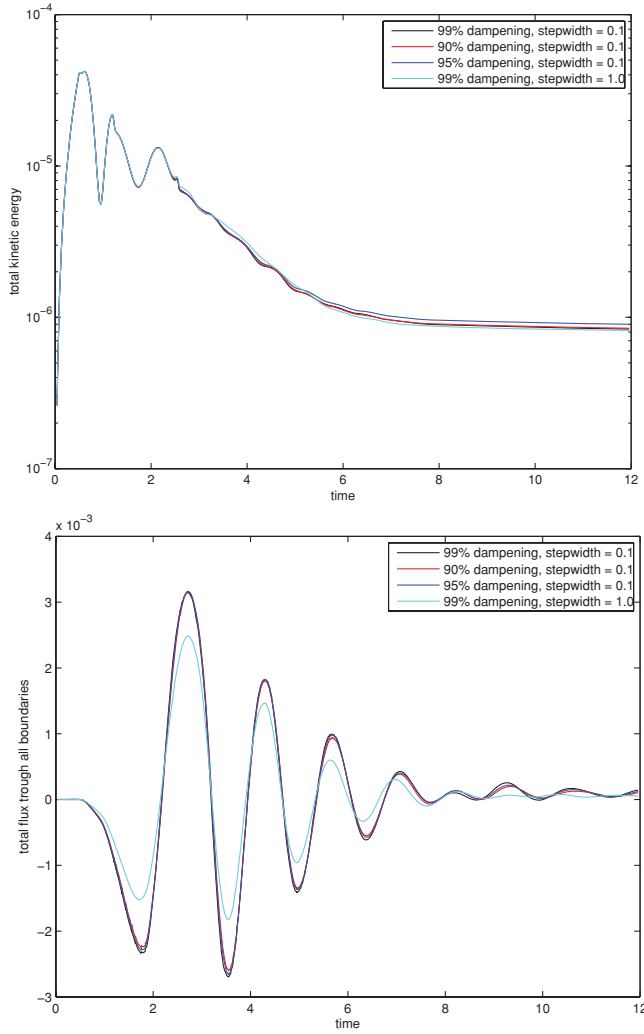 10−4
10−5
10−6
10−7
total kinetic energy
99% dampening, stepwidth = 0.1
90% dampening, stepwidth = 0.1
95% dampening, stepwidth = 0.1
99% dampening, stepwidth = 1.0
0 2 4 6 8 10 12
time
x 10−3
4
3
2
1
0
−1
−2
−3
total flux trough all boundaries
99% dampening, stepwidth = 0.1
90% dampening, stepwidth = 0.1
95% dampening, stepwidth = 0.1
99% dampening, stepwidth = 1.0
0 2 4 6 8 10 12
time